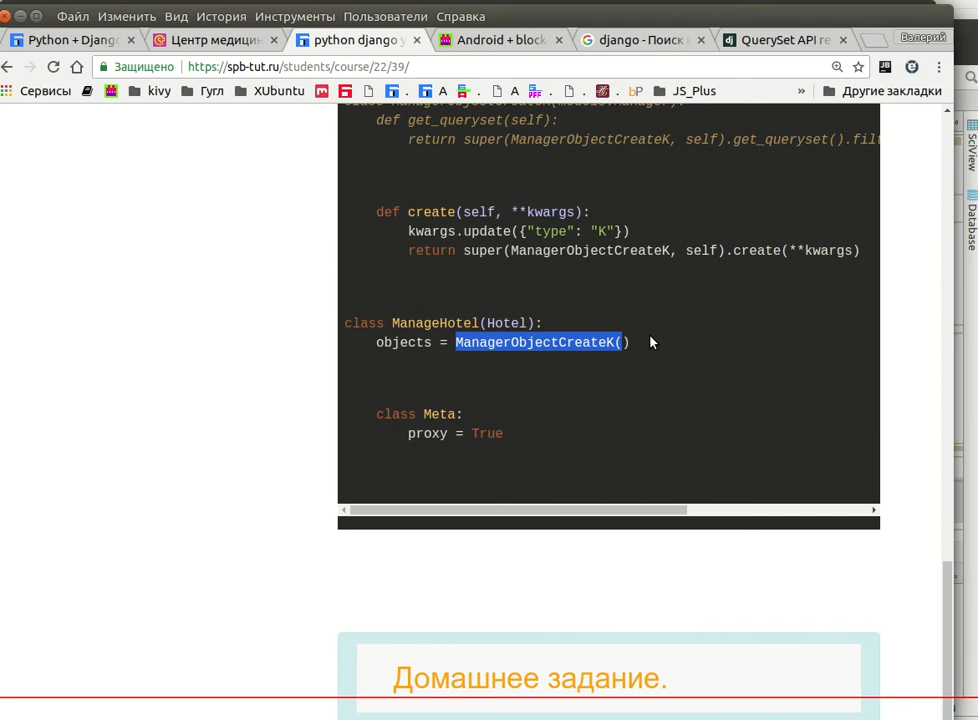 Файл Изменить Вид История Инструменты Пользователи Справка
Python + Djang
Центр медицин
python django y
Android + block
django - Поиск в
QuerySet API re
Валерий
Защищено https://spb-tut.ru/students/course/22/39/
Сервисы kivy Гугл XUbuntu A A JS_Plus » Другие закладки
def get_queryset(self):
return super(ManagerObjectCreateK, self).get_queryset().filt
def create(self, **kwargs):
kwargs.update({"type": "K"})
return super(ManagerObjectCreateK, self).create(**kwargs)
class ManageHotel(Hotel):
objects = ManagerObjectCreateK()
class Meta:
proxy = True
Домашнее задание.
SciView
Database